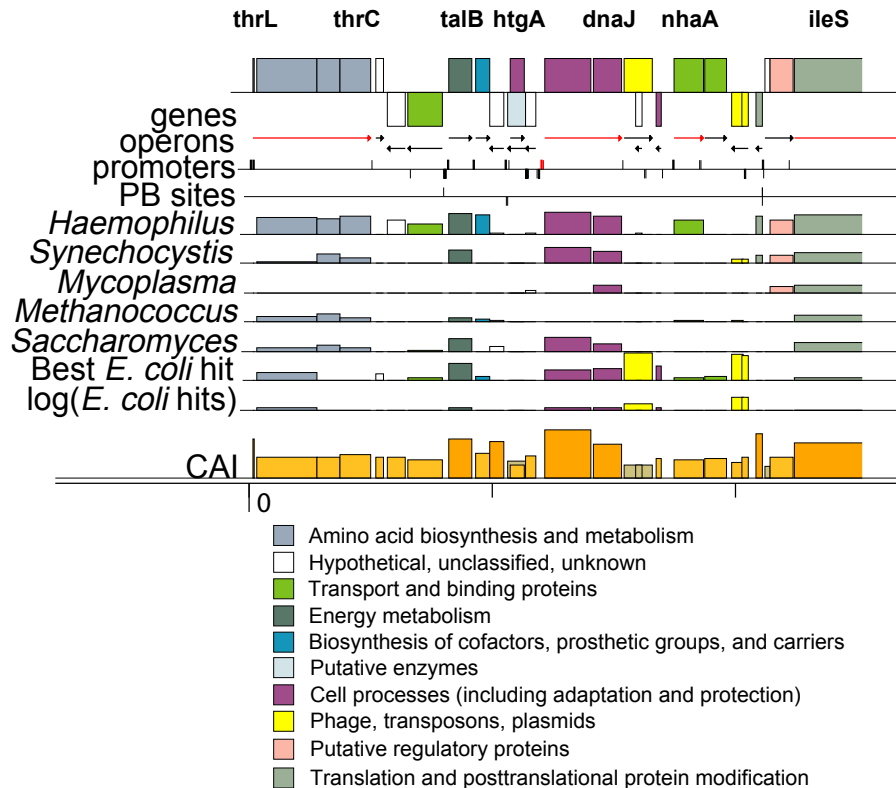 thrL thrC talB htgA dnaJ nhaA ileS
genes
operons
promoters
PB sites
Haemophilus
Synechocystis
Mycoplasma
Methanococcus
Saccharomyces
Best E. coli hit
log(E. coli hits)
CAI
0
Amino acid biosynthesis and metabolism
Hypothetical, unclassified, unknown
Transport and binding proteins
Energy metabolism
Biosynthesis of cofactors, prosthetic groups, and carriers
Putative enzymes
Cell processes (including adaptation and protection)
Phage, transposons, plasmids
Putative regulatory proteins
Translation and posttranslational protein modification